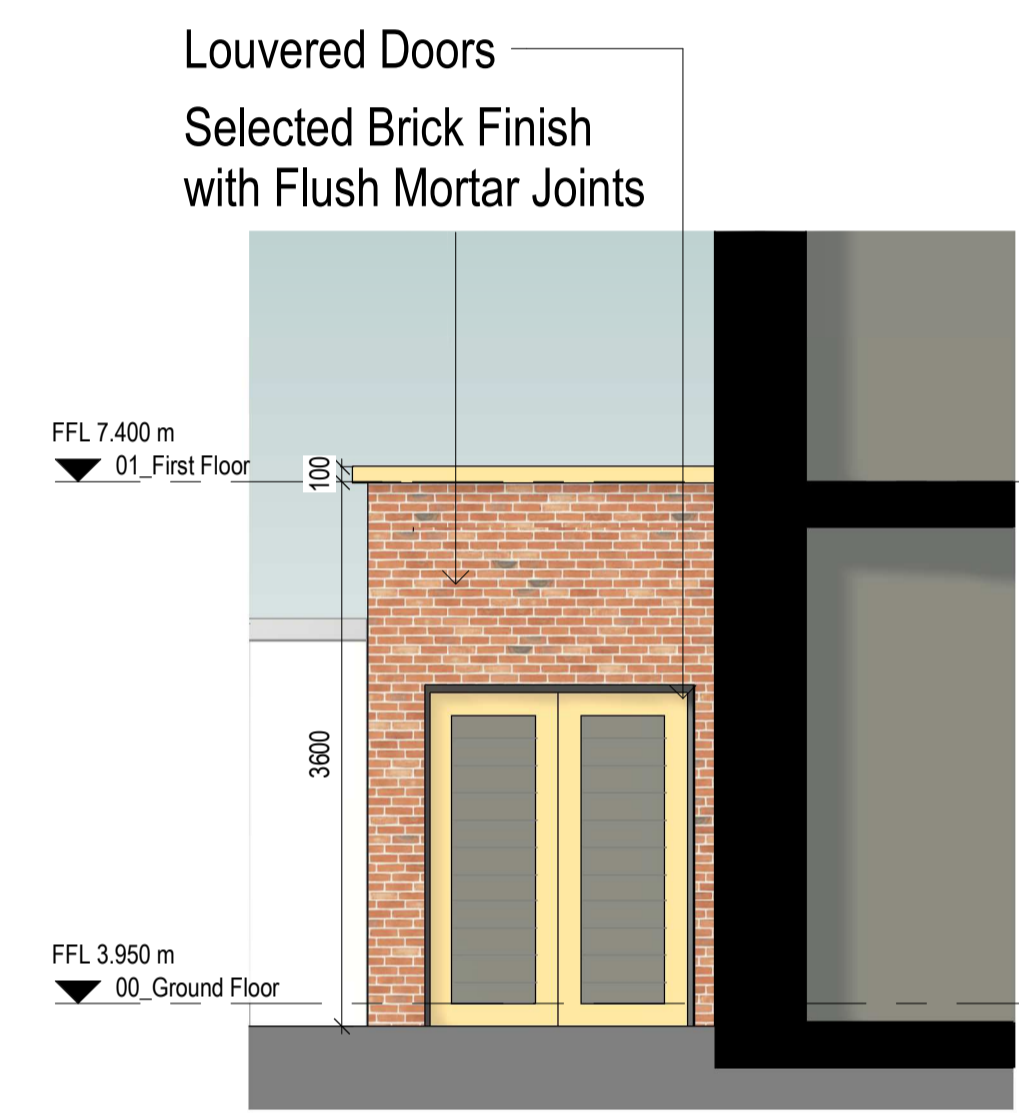 Louvered Doors
Selected Brick Finish
with Flush Mortar Joints
FFL 7.400 m
01_First Floor
100
3600
FFL 3.950 m
00_Ground Floor